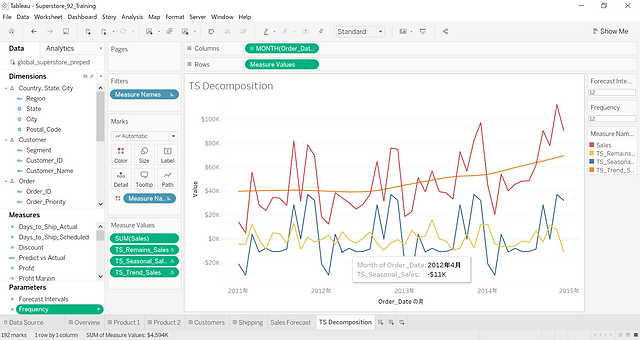 Tableau - Superstore_92_Training
File Data Worksheet Dashboard Story Analysis Map Format Server Window Help
Standard
Show Me
Data Analytics
global_superstore_preped
Dimensions
Country, State, City
Region
State
City
Postal_Code
Customer
Segment
Customer_ID
Customer_Name
Order
Order_ID
Order_Priority
Measures
Days_to_Ship_Actual
Days_to_Ship_Scheduled
Discount
Predict vs Actual
Profit
Profit Margin
Parameters
Forecast Intervals
Frequency
Pages
Filters
Measure Names
Marks
Automatic
Color Size Label
Detail Tooltip Path
Measure Na..
Measure Values
SUM(Sales)
TS_Remains_Sales
TS_Seasonal_Sal..
TS_Trend_Sales
Columns MONTH(Order_Dat..
Rows Measure Values
TS Decomposition
Value
$100K
$80K
$60K
$40K
$20K
$0K
-$20K
2011年 2012年 2013年 2014年 2015年
Order_Date の月
Month of Order_Date: 2012年4月
TS_Seasonal_Sales: -$11K
Forecast Inte...
12
Frequency
12
Measure Nam...
Sales
TS_Remains...
TS_Seasona...
TS_Trend_S...
Data Source Overview Product 1 Product 2 Customers Shipping Sales Forecast TS Decomposition
192 marks 1 row by 1 column SUM of Measure Values: $4,594K